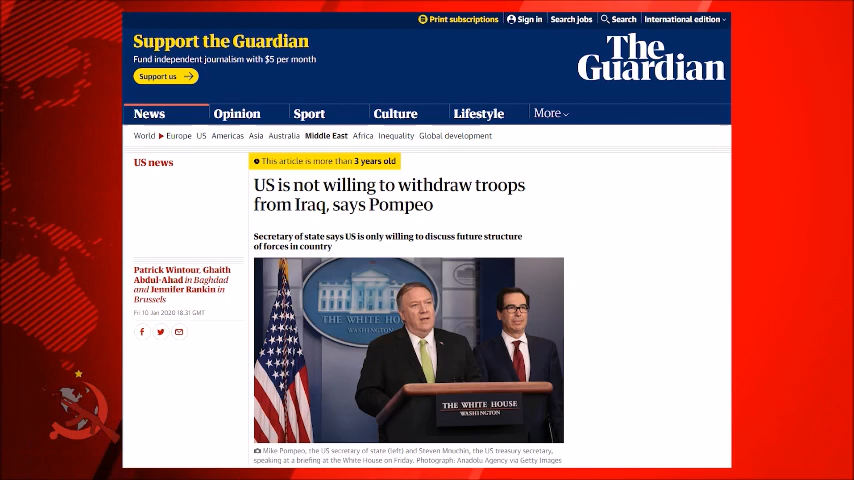 Print subscriptions Sign in Search jobs Search International edition
Support the Guardian
Fund independent journalism with $5 per month
Support us
The Guardian
News Opinion Sport Culture Lifestyle More
World Europe US Americas Asia Australia Middle East Africa Inequality Global development
US news
This article is more than 3 years old
US is not willing to withdraw troops
from Iraq, says Pompeo
Secretary of state says US is only willing to discuss future structure
of forces in country
Patrick Wintour, Ghaith
Abdul-Ahad in Baghdad
and Jennifer Rankin in
Brussels
Fri 10 Jan 2020 18.31 GMT
THE WHITE HO
WASHINGTON
THE WHITE HOUSE
WASHINGTON
Mike Pompeo, the US secretary of state (left) and Steven Mnuchin, the US treasury secretary,
speaking at a briefing at the White House on Friday. Photograph: Anadolu Agency via Getty Images